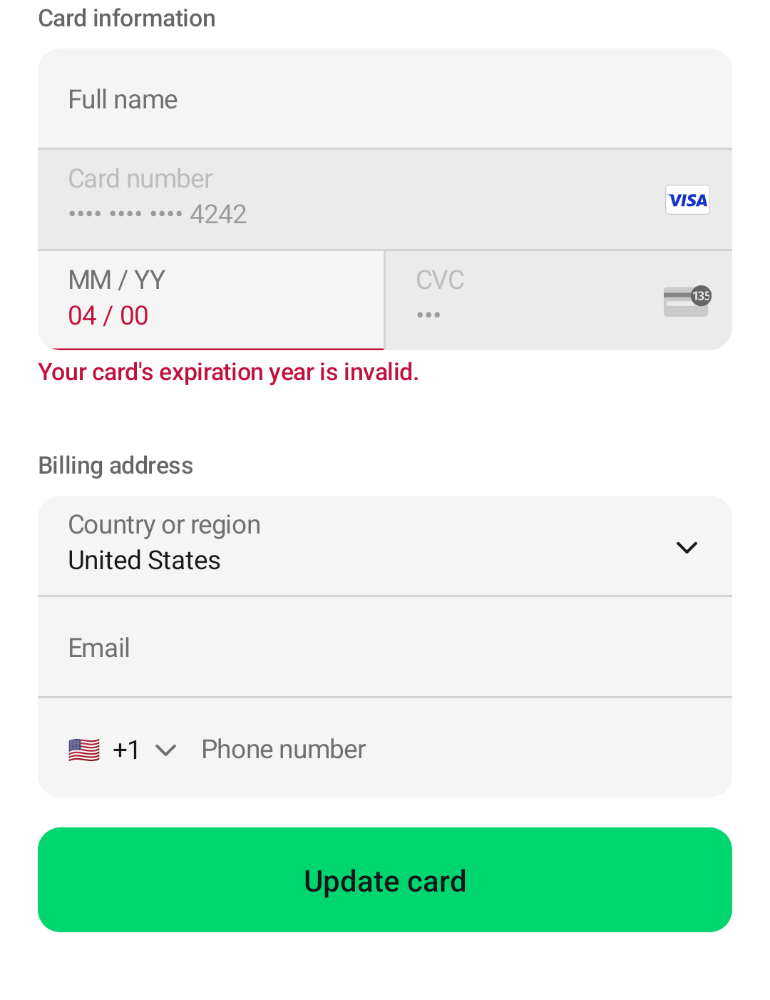 Card information
Full name
Card number
•••• •••• •••• 4242
VISA
MM / YY
04 / 00
CVC
•••
135
Your card's expiration year is invalid.
Billing address
Country or region
United States
Email
+1
Phone number
Update card